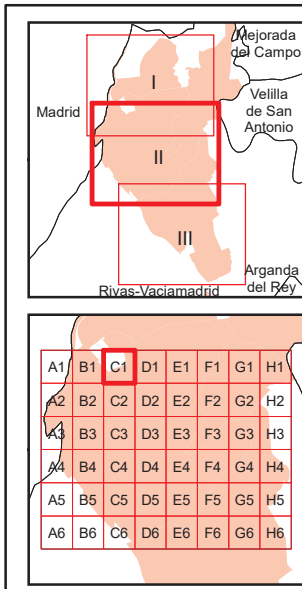 Mejorada
del Campo
I
Madrid
Velilla
de San
Antonio
II
III
Arganda
del Rey
Rivas-Vaciamadrid
A1 B1 C1 D1 E1 F1 G1 H1
A2 B2 C2 D2 E2 F2 G2 H2
A3 B3 C3 D3 E3 F3 G3 H3
A4 B4 C4 D4 E4 F4 G4 H4
A5 B5 C5 D5 E5 F5 G5 H5
A6 B6 C6 D6 E6 F6 G6 H6